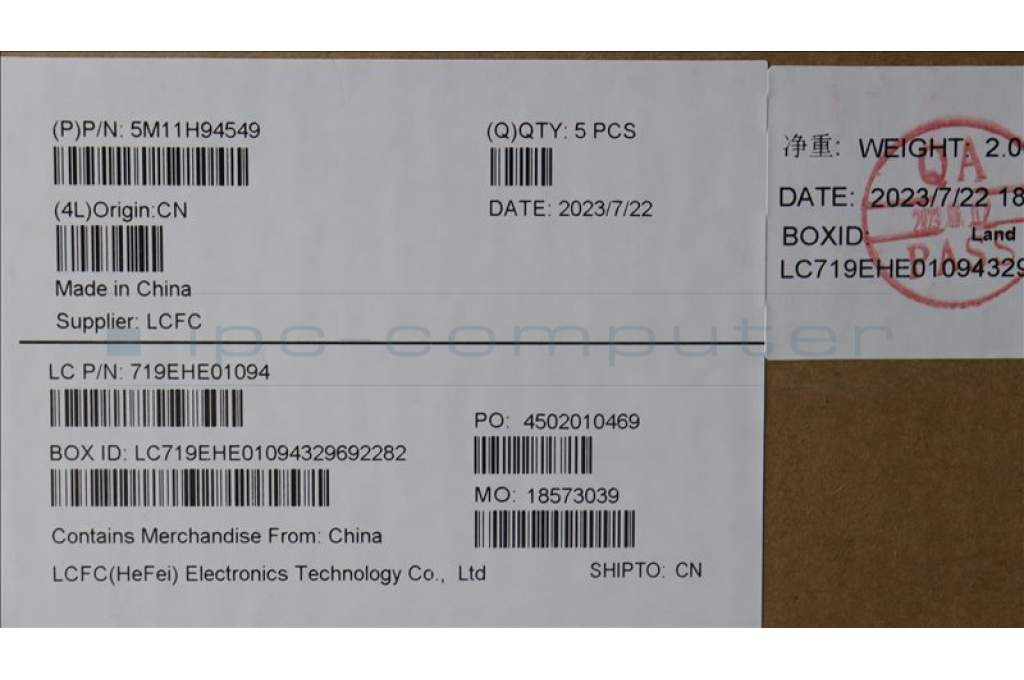 (P)P/N: 5M11H94549
(Q)QTY: 5 PCS
(4L)Origin:CN
DATE: 2023/7/22
Made in China
Supplier: LCFC
LC P/N: 719EHE01094
PO: 4502010469
BOX ID: LC719EHE01094329692282
MO: 18573039
Contains Merchandise From: China
LCFC(HeFei) Electronics Technology Co., Ltd
SHIPTO: CN
净重: WEIGHT: 2.0
DATE: 2023/7/22 18
BOXID: Land
LC719EHE01094329
QA
PASS
ipc-computer